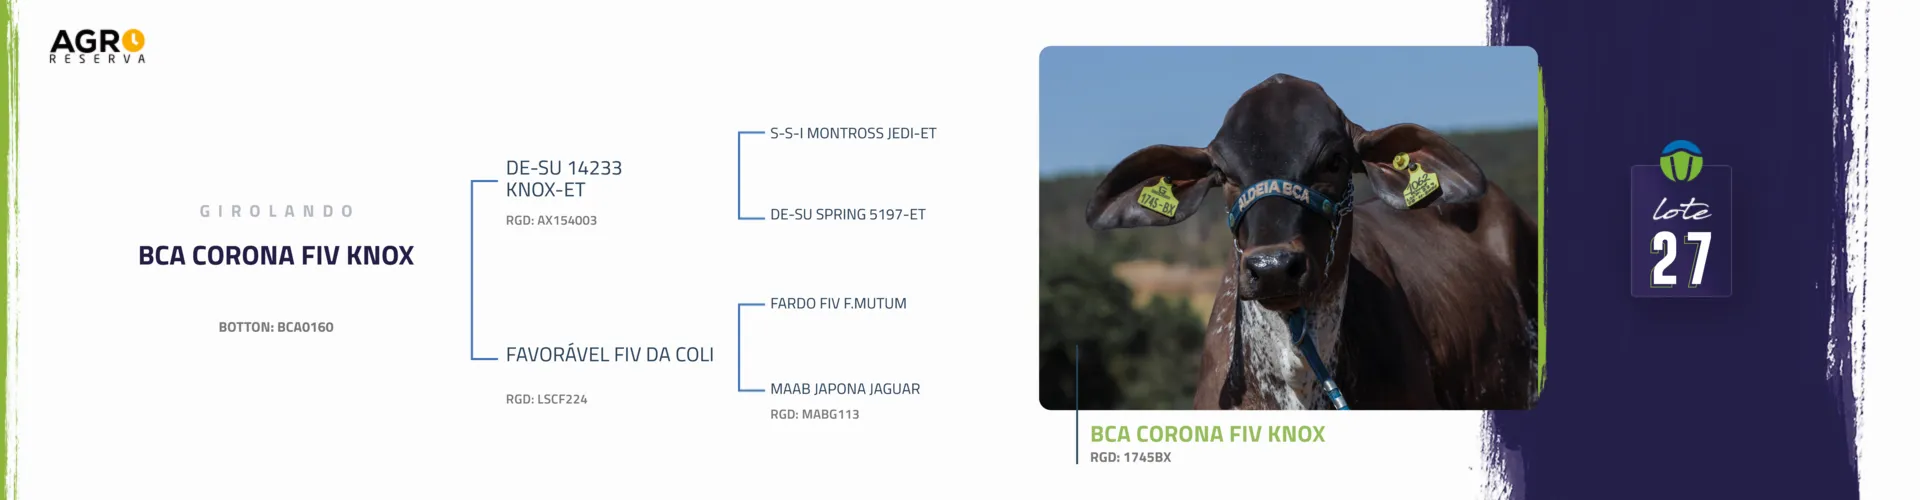 AGRO
RESERVA
GIROLANDO
BCA CORONA FIV KNOX
BOTTON: BCA0160
DE-SU 14233
KNOX-ET
RGD: AX154003
FAVORÁVEL FIV DA COLI
RGD: LSCF224
S-S-I MONTROSS JEDI-ET
DE-SU SPRING 5197-ET
FARDO FIV F.MUTUM
MAAB JAPONA JAGUAR
RGD: MABG113
ALDEIA BCA
G
1745-BX
1062
BCA CORONA FIV KNOX
RGD: 1745BX
lote
27